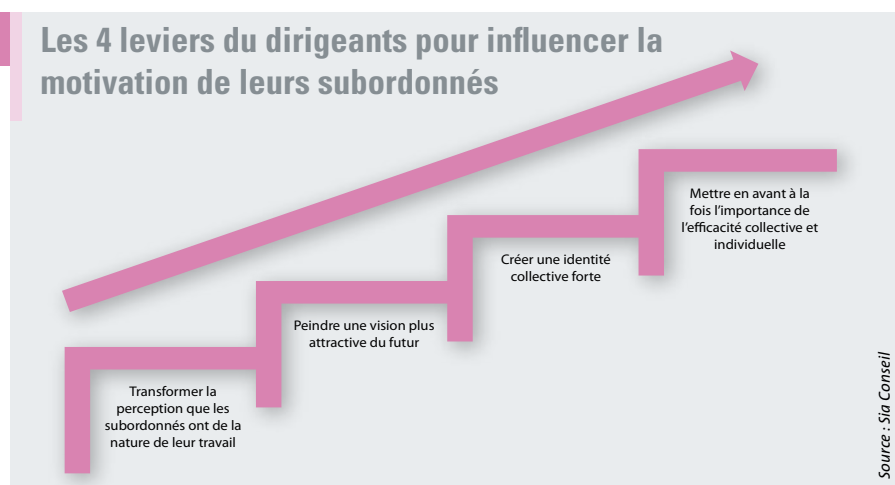 Les 4 leviers du dirigeants pour influencer la
motivation de leurs subordonnés
Transformer la
perception que les
subordonnés ont de la
nature de leur travail
Peindre une vision plus
attractive du futur
Créer une identité
collective forte
Mettre en avant à la
fois l'importance de
l'efficacité collective et
individuelle
Source : Sia Conseil